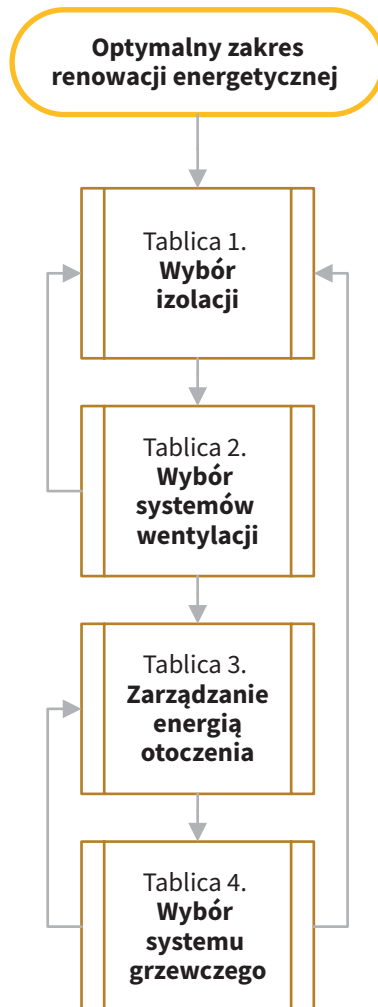 Optymalny zakres
renowacji energetycznej
Tablica 1.
Wybór
izolacji
Tablica 2.
Wybór
systemów
wentylacji
Tablica 3.
Zarządzanie
energią
otoczenia
Tablica 4.
Wybór
systemu
grzewczego